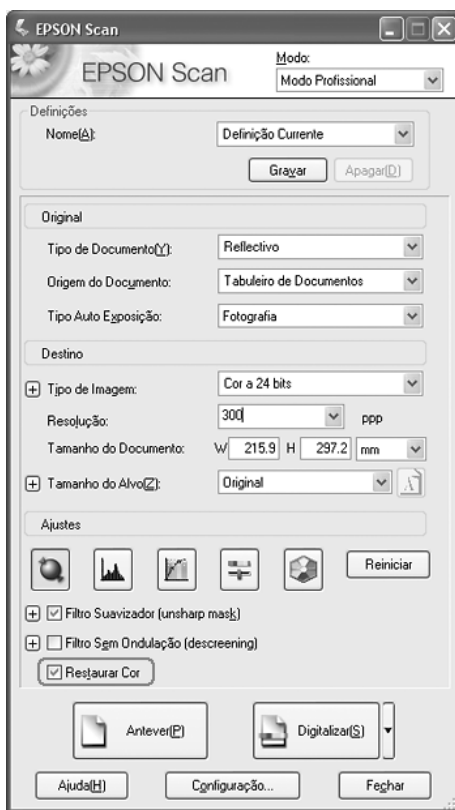 EPSON Scan
EPSON Scan
Modo:
Modo Profissional
Definições
Nome(A): Definição Currente
Gravar Apagar(D)
Original
Tipo de Documento(Y): Reflectivo
Origem do Documento: Tabuleiro de Documentos
Tipo Auto Exposição: Fotografia
Destino
Tipo de Imagem: Cor a 24 bits
Resolução: 300 ppp
Tamanho do Documento: W 215.9 H 297.2 mm
Tamanho do Alvo(Z): Original
Ajustes
Reiniciar
Filtro Suavizador (unsharp mask)
Filtro Sem Ondulação (descreening)
Restaurar Cor
Antever(P) Digitalizar(S)
Ajuda(H) Configuração... Fechar